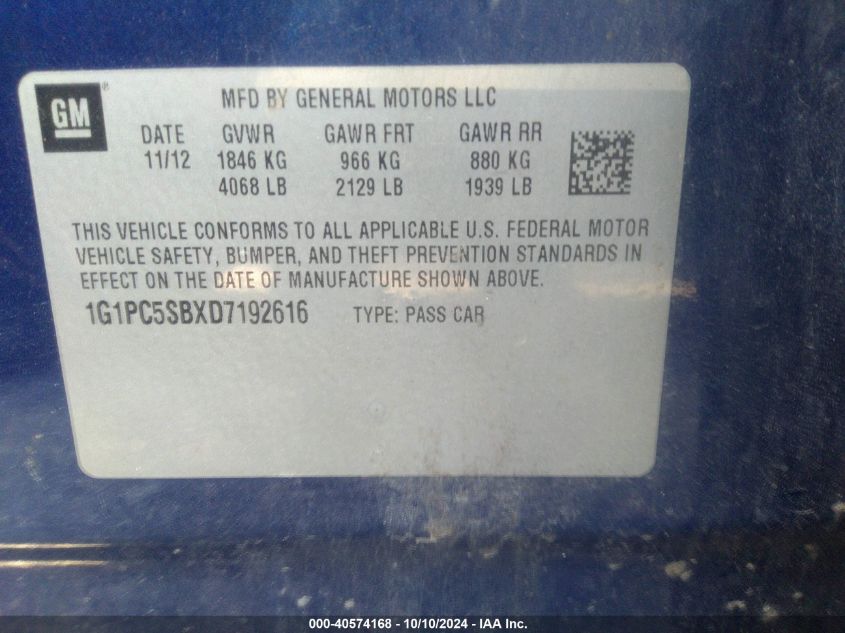 GM®
MFD BY GENERAL MOTORS LLC
DATE GVWR GAWR FRT GAWR RR
11/12 1846 KG 966 KG 880 KG
4068 LB 2129 LB 1939 LB
THIS VEHICLE CONFORMS TO ALL APPLICABLE U.S. FEDERAL MOTOR
VEHICLE SAFETY, BUMPER, AND THEFT PREVENTION STANDARDS IN
EFFECT ON THE DATE OF MANUFACTURE SHOWN ABOVE.
1G1PC5SBXD7192616 TYPE: PASS CAR
000-40574168 - 10/10/2024 - IAA Inc.